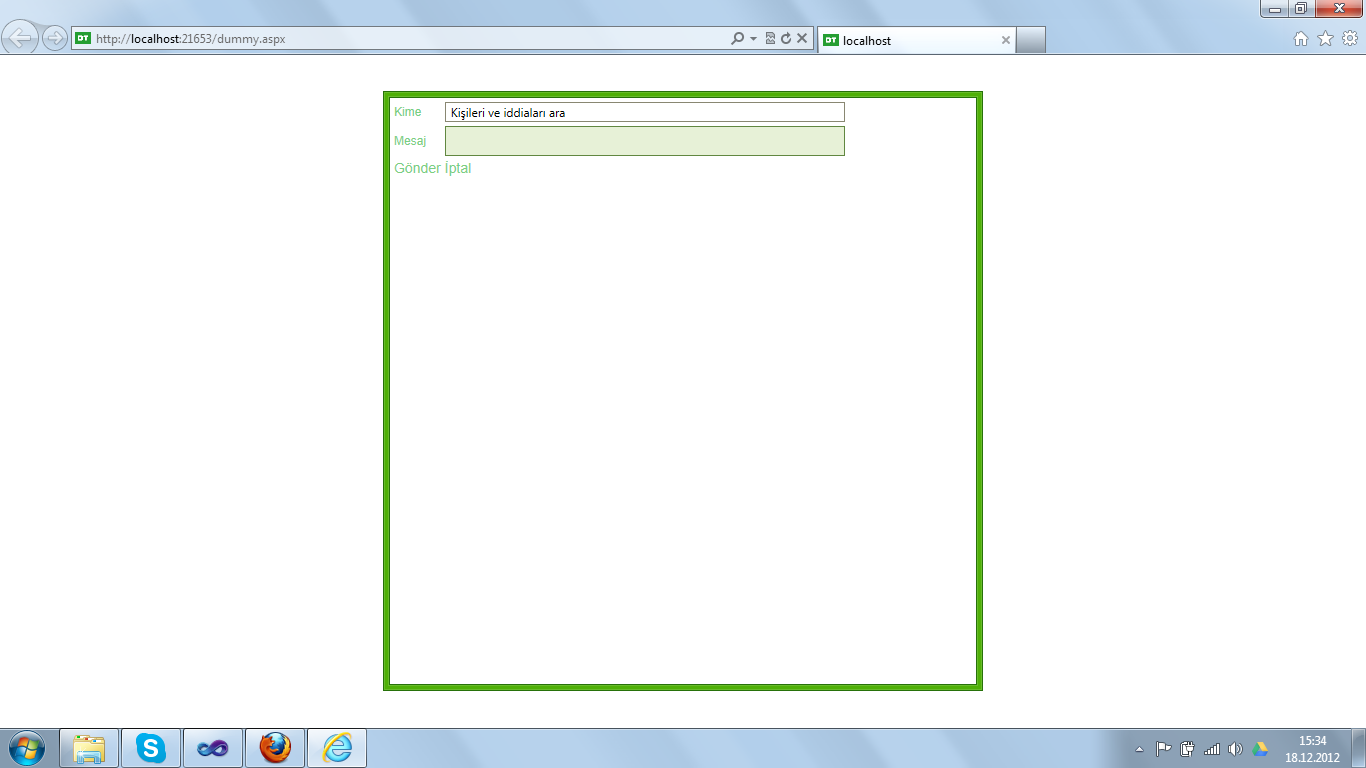 http://localhost:21653/dummy.aspx
DT localhost
Kime Kişileri ve iddiaları ara
Mesaj
Gönder İptal
15:34
18.12.2012